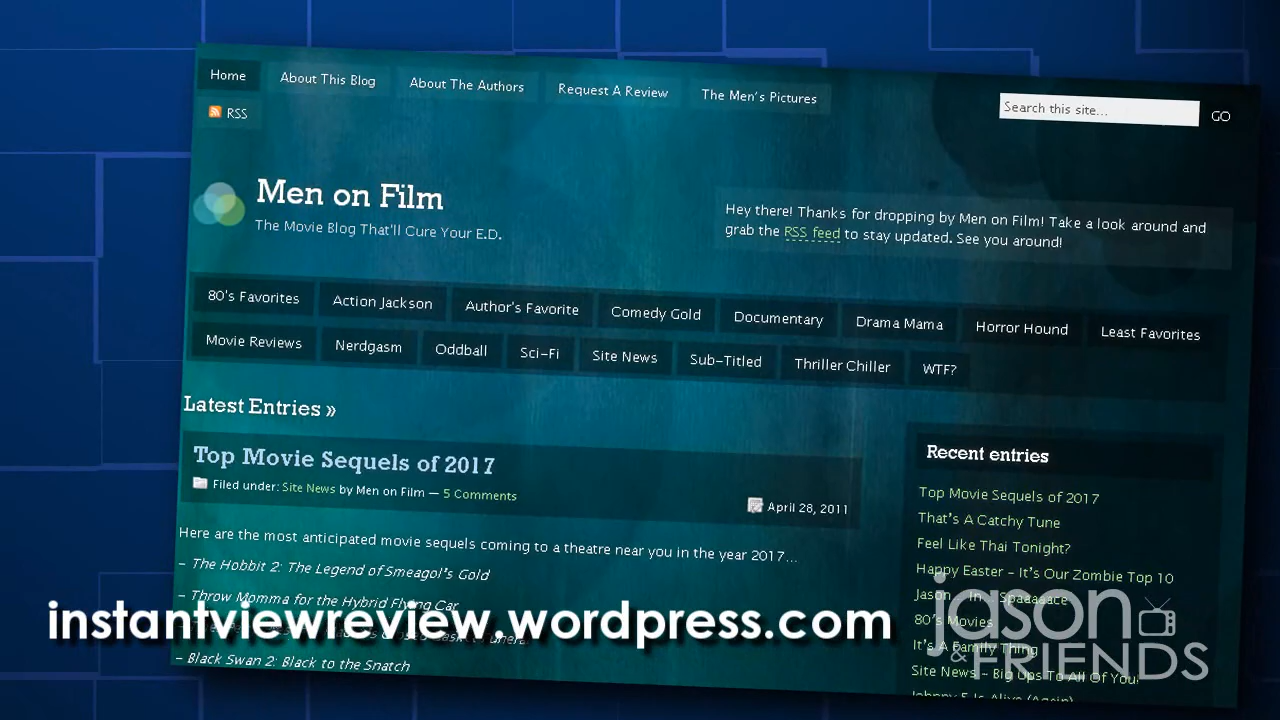 Home About This Blog About The Authors Request A Review The Men's Pictures
RSS
Search this site... GO
Men on Film
The Movie Blog That'll Cure Your E.D.
Hey there! Thanks for dropping by Men on Film! Take a look around and
grab the RSS feed to stay updated. See you around!
80's Favorites Action Jackson Author's Favorite Comedy Gold Documentary Drama Mama Horror Hound Least Favorites
Movie Reviews Nerdgasm Oddball Sci-Fi Site News Sub-Titled Thriller Chiller WTF?
Latest Entries »
Top Movie Sequels of 2017
Filed under: Site News by Men on Film — 5 Comments
April 28, 2011
Here are the most anticipated movie sequels coming to a theatre near you in the year 2017...
– The Hobbit 2: The Legend of Smeagol's Gold
– Throw Momma for the Hybrid Flying Car
– Black Swan 2: Black to the Snatch
Recent entries
Top Movie Sequels of 2017
That's A Catchy Tune
Feel Like Thai Tonight?
Happy Easter – It's Our Zombie Top 10
Jason – In – Spaaaaace
80's Movies
It's A Family Thing
Site News – Big Ups To All Of You!
Johnny 5 Is Alive (Again)
instantviewreview.wordpress.com
jason
& FRIENDS